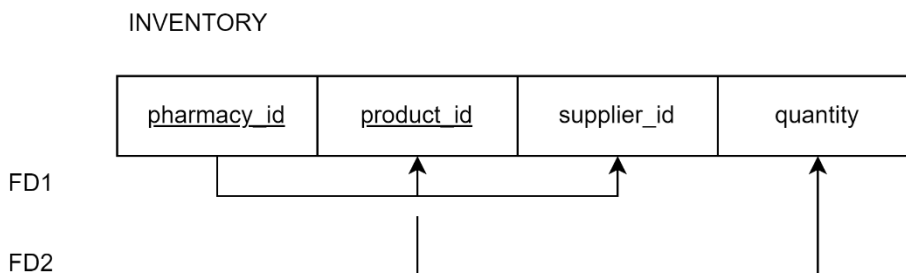 INVENTORY
pharmacy_id product_id supplier_id quantity
FD1
FD2